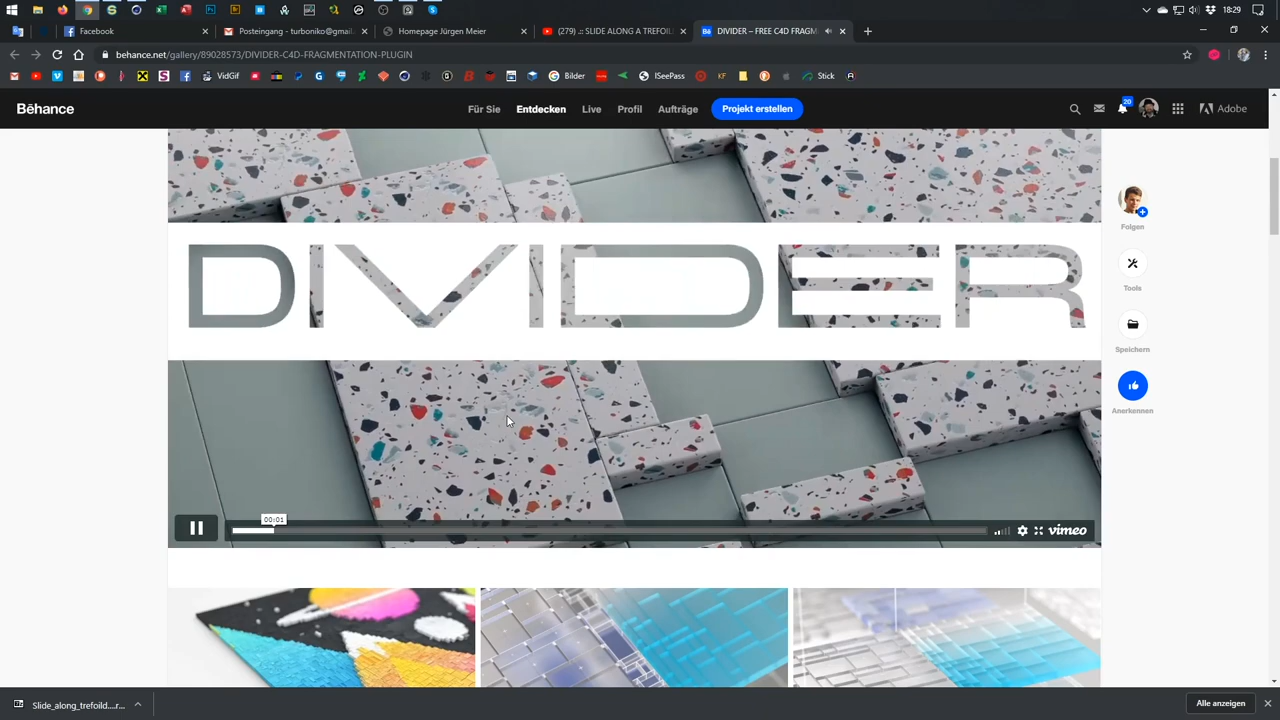 18:29
Facebook
Posteingang - turboniko@gmail.
Homepage Jürgen Meier
(279) .:: SLIDE ALONG A TREFOIL
DIVIDER – FREE C4D FRAGM
behance.net/gallery/89028573/DIVIDER-C4D-FRAGMENTATION-PLUGIN
VidGif
Bilder
ISeePass
Stick
Bēhance
Für Sie
Entdecken
Live
Profil
Aufträge
Projekt erstellen
20
Adobe
DIVIDER
Folgen
Tools
Speichern
Anerkennen
00:01
vimeo
Slide_along_trefoild....r...
Alle anzeigen